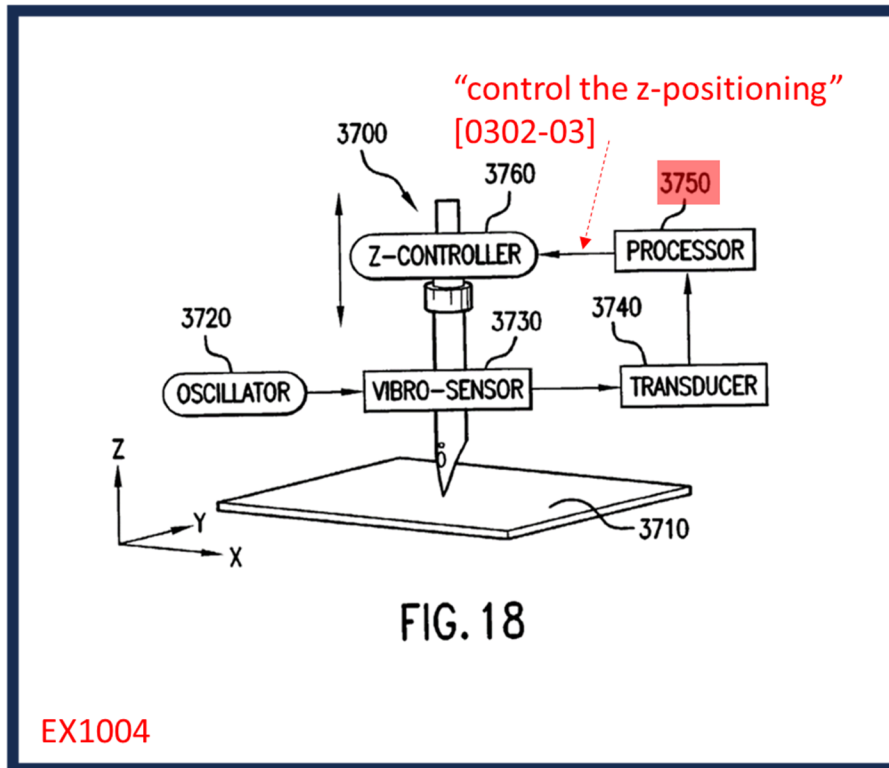 “control the z-positioning”
[0302-03]
3700
3760
3750
Z-CONTROLLER
PROCESSOR
3720
3730
3740
OSCILLATOR
VIBRO-SENSOR
TRANSDUCER
Z
Y
X
3710
FIG. 18
EX1004